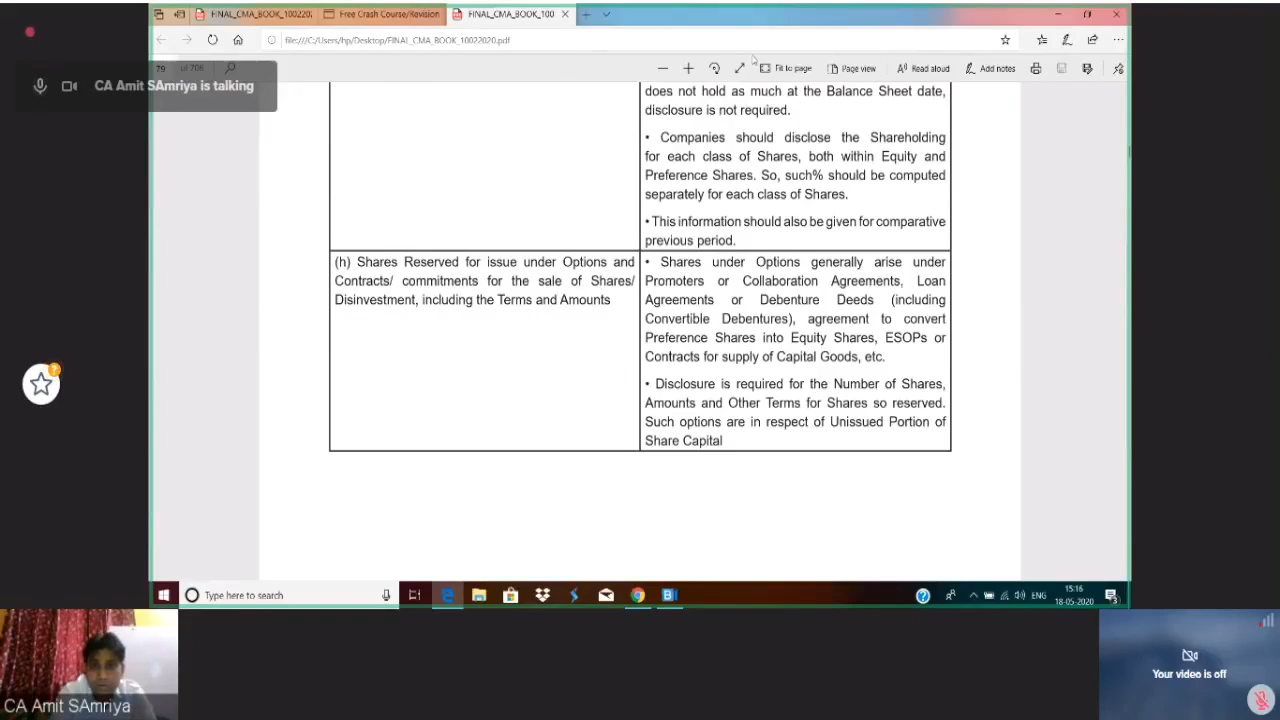 FINAL_CMA_BOOK_1002202
Free Crash Course/Revision
FINAL_CMA_BOOK_100
file:///C:/Users/hp/Desktop/FINAL_CMA_BOOK_10022020.pdf
79 of 706
Fit to page
Page view
Read aloud
Add notes
CA Amit SAmriya is talking
does not hold as much at the Balance Sheet date,
disclosure is not required.
• Companies should disclose the Shareholding
for each class of Shares, both within Equity and
Preference Shares. So, such% should be computed
separately for each class of Shares.
• This information should also be given for comparative
previous period.
(h) Shares Reserved for issue under Options and
Contracts/ commitments for the sale of Shares/
Disinvestment, including the Terms and Amounts
• Shares under Options generally arise under
Promoters or Collaboration Agreements, Loan
Agreements or Debenture Deeds (including
Convertible Debentures), agreement to convert
Preference Shares into Equity Shares, ESOPs or
Contracts for supply of Capital Goods, etc.
• Disclosure is required for the Number of Shares,
Amounts and Other Terms for Shares so reserved.
Such options are in respect of Unissued Portion of
Share Capital
?
Type here to search
ENG
15:16
18-05-2020
3
CA Amit SAmriya
Your video is off